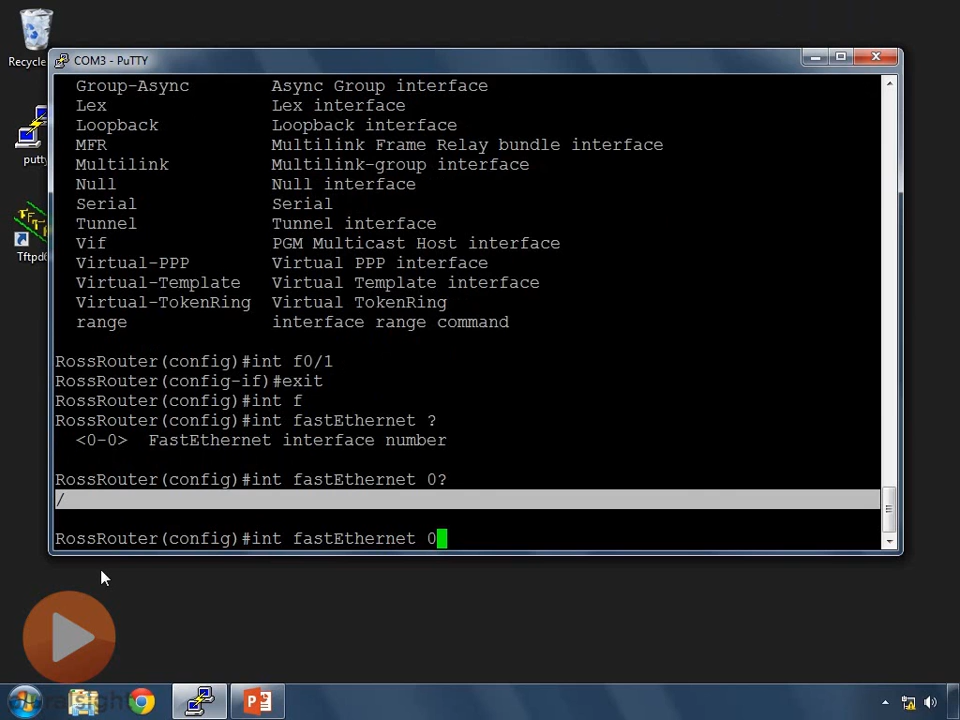 Recycle
COM3 - PuTTY
Group-Async Async Group interface
Lex Lex interface
Loopback Loopback interface
MFR Multilink Frame Relay bundle interface
Multilink Multilink-group interface
Null Null interface
Serial Serial
Tunnel Tunnel interface
Vif PGM Multicast Host interface
Virtual-PPP Virtual PPP interface
Virtual-Template Virtual Template interface
Virtual-TokenRing Virtual TokenRing
range interface range command
RossRouter(config)#int f0/1
RossRouter(config-if)#exit
RossRouter(config)#int f
RossRouter(config)#int fastEthernet ?
<0-0> FastEthernet interface number
RossRouter(config)#int fastEthernet 0?
/
RossRouter(config)#int fastEthernet 0
putty
Tftpd6
pluralsight